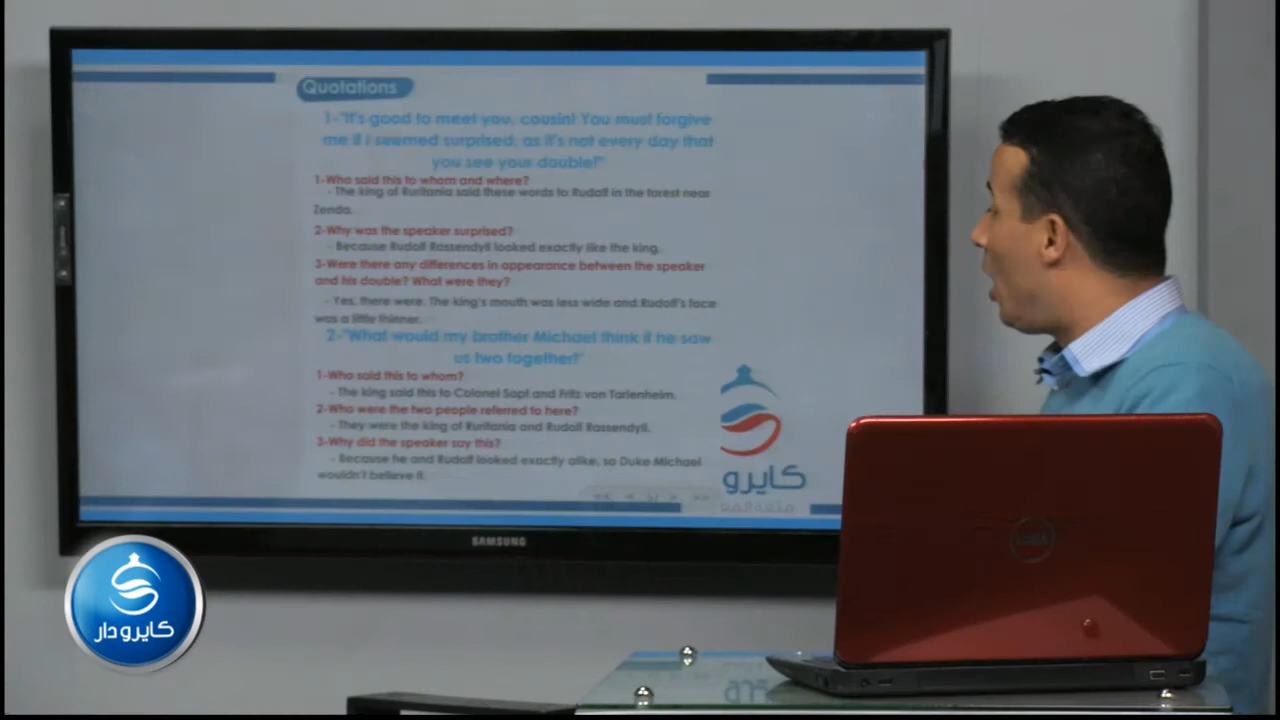 Quotations
1-"It's good to meet you, cousin! You must forgive
me if I seemed surprised, as it's not every day that
you see your double!"
1-Who said this to whom and where?
- The king of Ruritania said these words to Rudolf in the forest near
Zenda.
2-Why was the speaker surprised?
- Because Rudolf Rassendyll looked exactly like the king.
3-Were there any differences in appearance between the speaker
and his double? What were they?
- Yes, there were. The king's mouth was less wide and Rudolf's face
was a little thinner.
2-"What would my brother Michael think if he saw
us two together?"
1-Who said this to whom?
- The king said this to Colonel Sapt and Fritz von Tarlenheim.
2-Who were the two people referred to here?
- They were the king of Ruritania and Rudolf Rassendyll.
3-Why did the speaker say this?
- Because he and Rudolf looked exactly alike, so Duke Michael
wouldn't believe it.
كايرو
SAMSUNG
DELL
كايرو دار